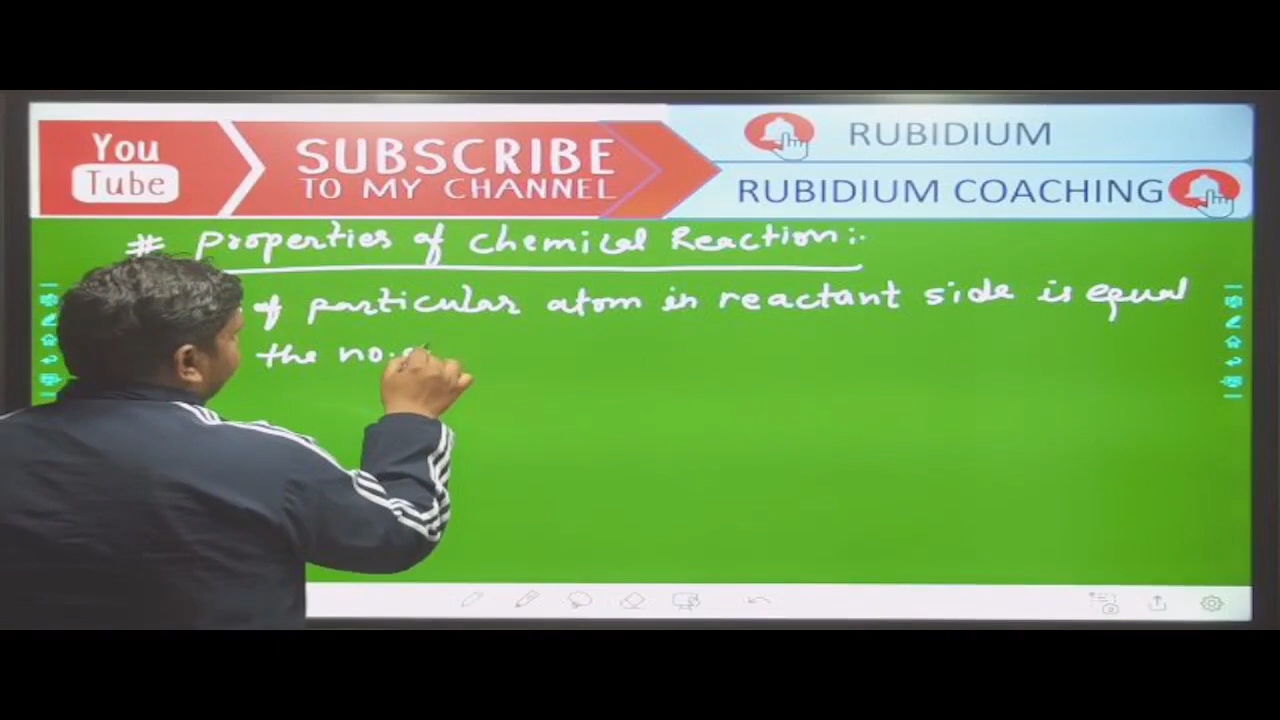 You
Tube
SUBSCRIBE
TO MY CHANNEL
RUBIDIUM
RUBIDIUM COACHING
# Properties of Chemical Reaction:.
of particular atom in reactant side is equal
the no.